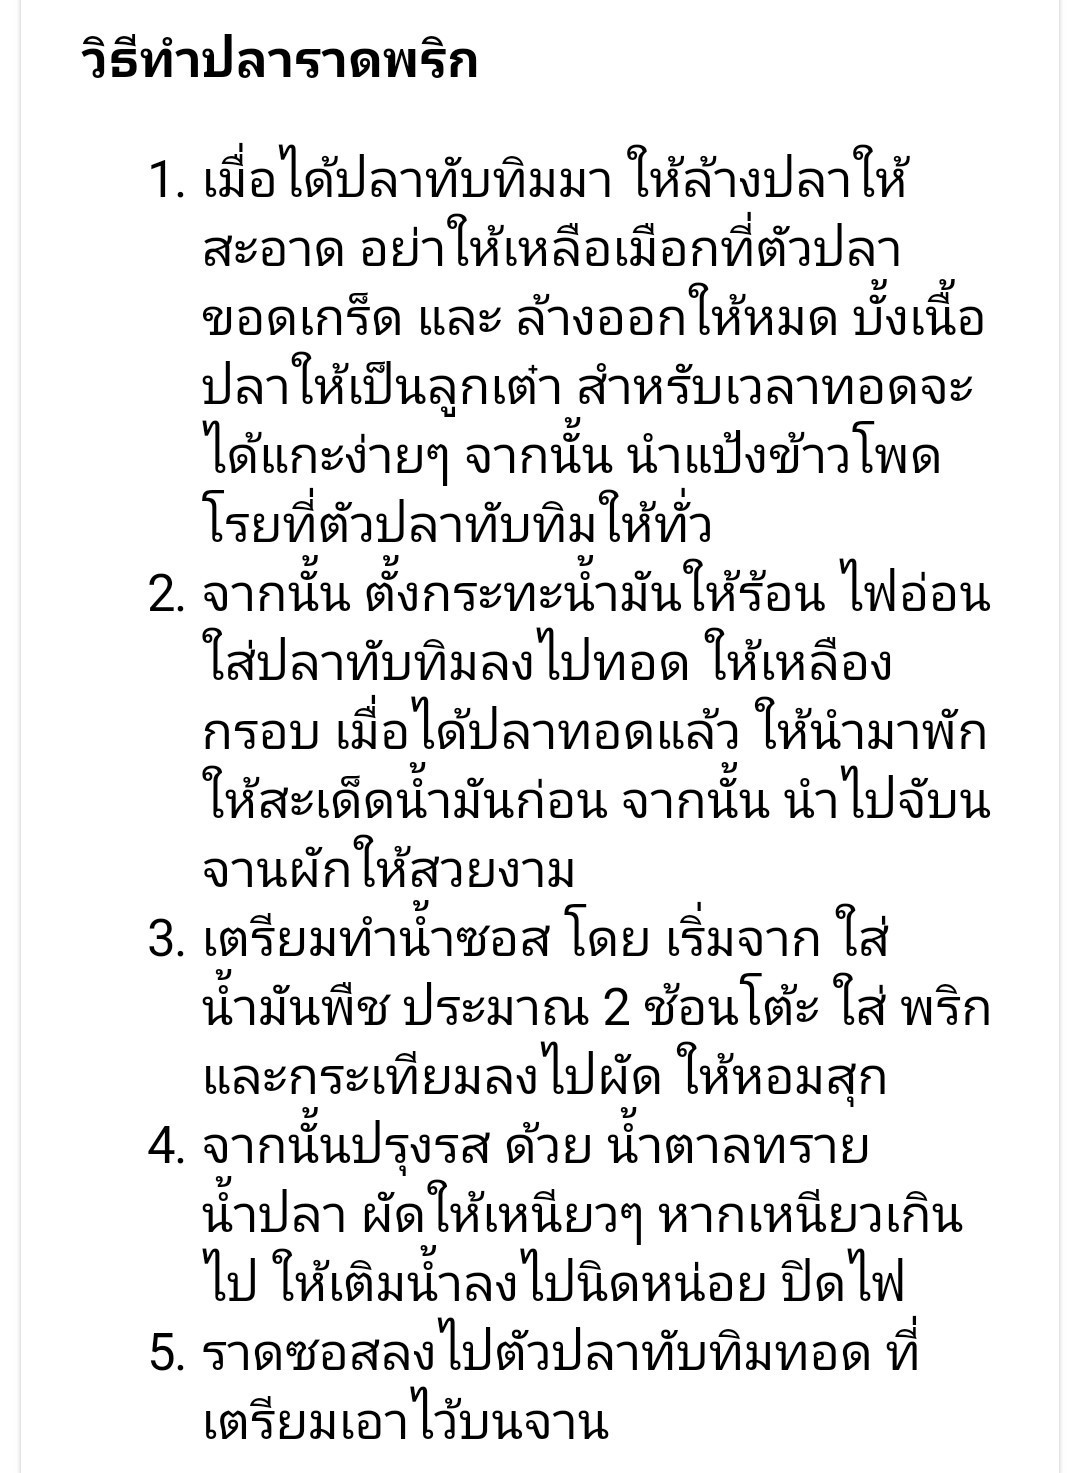 วิธีทำปลาราดพริก
1. เมื่อได้ปลาทับทิมมา ให้ล้างปลาให้
สะอาด อย่าให้เหลือเมือกที่ตัวปลา
ขอดเกร็ด และ ล้างออกให้หมด บั้งเนื้อ
ปลาให้เป็นลูกเต๋า สำหรับเวลาทอดจะ
ได้แกะง่ายๆ จากนั้น นำแป้งข้าวโพด
โรยที่ตัวปลาทับทิมให้ทั่ว
2. จากนั้น ตั้งกระทะน้ำมันให้ร้อน ไฟอ่อน
ใส่ปลาทับทิมลงไปทอด ให้เหลือง
กรอบ เมื่อได้ปลาทอดแล้ว ให้นำมาพัก
ให้สะเด็ดน้ำมันก่อน จากนั้น นำไปจับน
จานผักให้สวยงาม
3. เตรียมทำน้ำซอส โดย เริ่มจาก ใส่
น้ำมันพืช ประมาณ 2 ช้อนโต้ะ ใส่ พริก
และกระเทียมลงไปผัด ให้หอมสุก
4. จากนั้นปรุงรส ด้วย น้ำตาลทราย
น้ำปลา ผัดให้เหนียวๆ หากเหนียวเกิน
ไป ให้เติมน้ำลงไปนิดหน่อย ปิดไฟ
5. ราดซอสลงไปตัวปลาทับทิมทอด ที่
เตรียมเอาไว้บนจาน